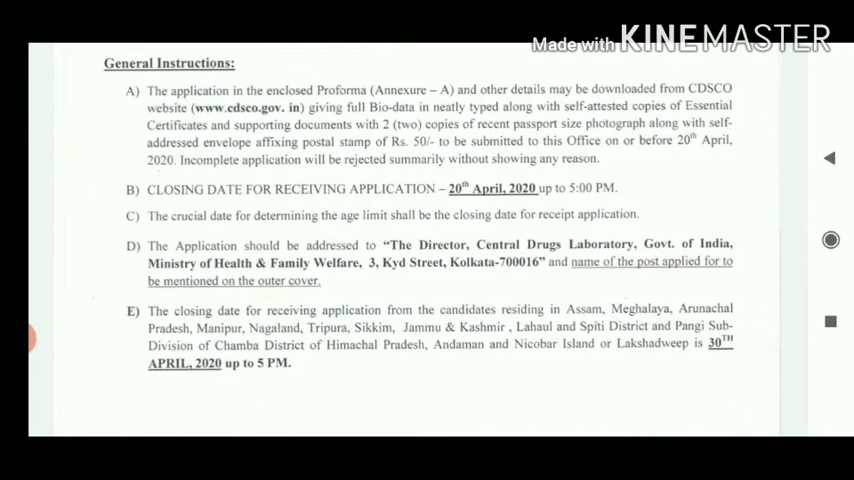 Made with KINEMASTER
General Instructions:
A) The application in the enclosed Proforma (Annexure – A) and other details may be downloaded from CDSCO
website (www.cdsco.gov. in) giving full Bio-data in neatly typed along with self-attested copies of Essential
Certificates and supporting documents with 2 (two) copies of recent passport size photograph along with self-
addressed envelope affixing postal stamp of Rs. 50/- to be submitted to this Office on or before 20th April,
2020. Incomplete application will be rejected summarily without showing any reason.
B) CLOSING DATE FOR RECEIVING APPLICATION – 20th April, 2020 up to 5:00 PM.
C) The crucial date for determining the age limit shall be the closing date for receipt application.
D) The Application should be addressed to “The Director, Central Drugs Laboratory, Govt. of India,
Ministry of Health & Family Welfare, 3, Kyd Street, Kolkata-700016” and name of the post applied for to
be mentioned on the outer cover.
E) The closing date for receiving application from the candidates residing in Assam, Meghalaya, Arunachal
Pradesh, Manipur, Nagaland, Tripura, Sikkim, Jammu & Kashmir , Lahaul and Spiti District and Pangi Sub-
Division of Chamba District of Himachal Pradesh, Andaman and Nicobar Island or Lakshadweep is 30TH
APRIL, 2020 up to 5 PM.